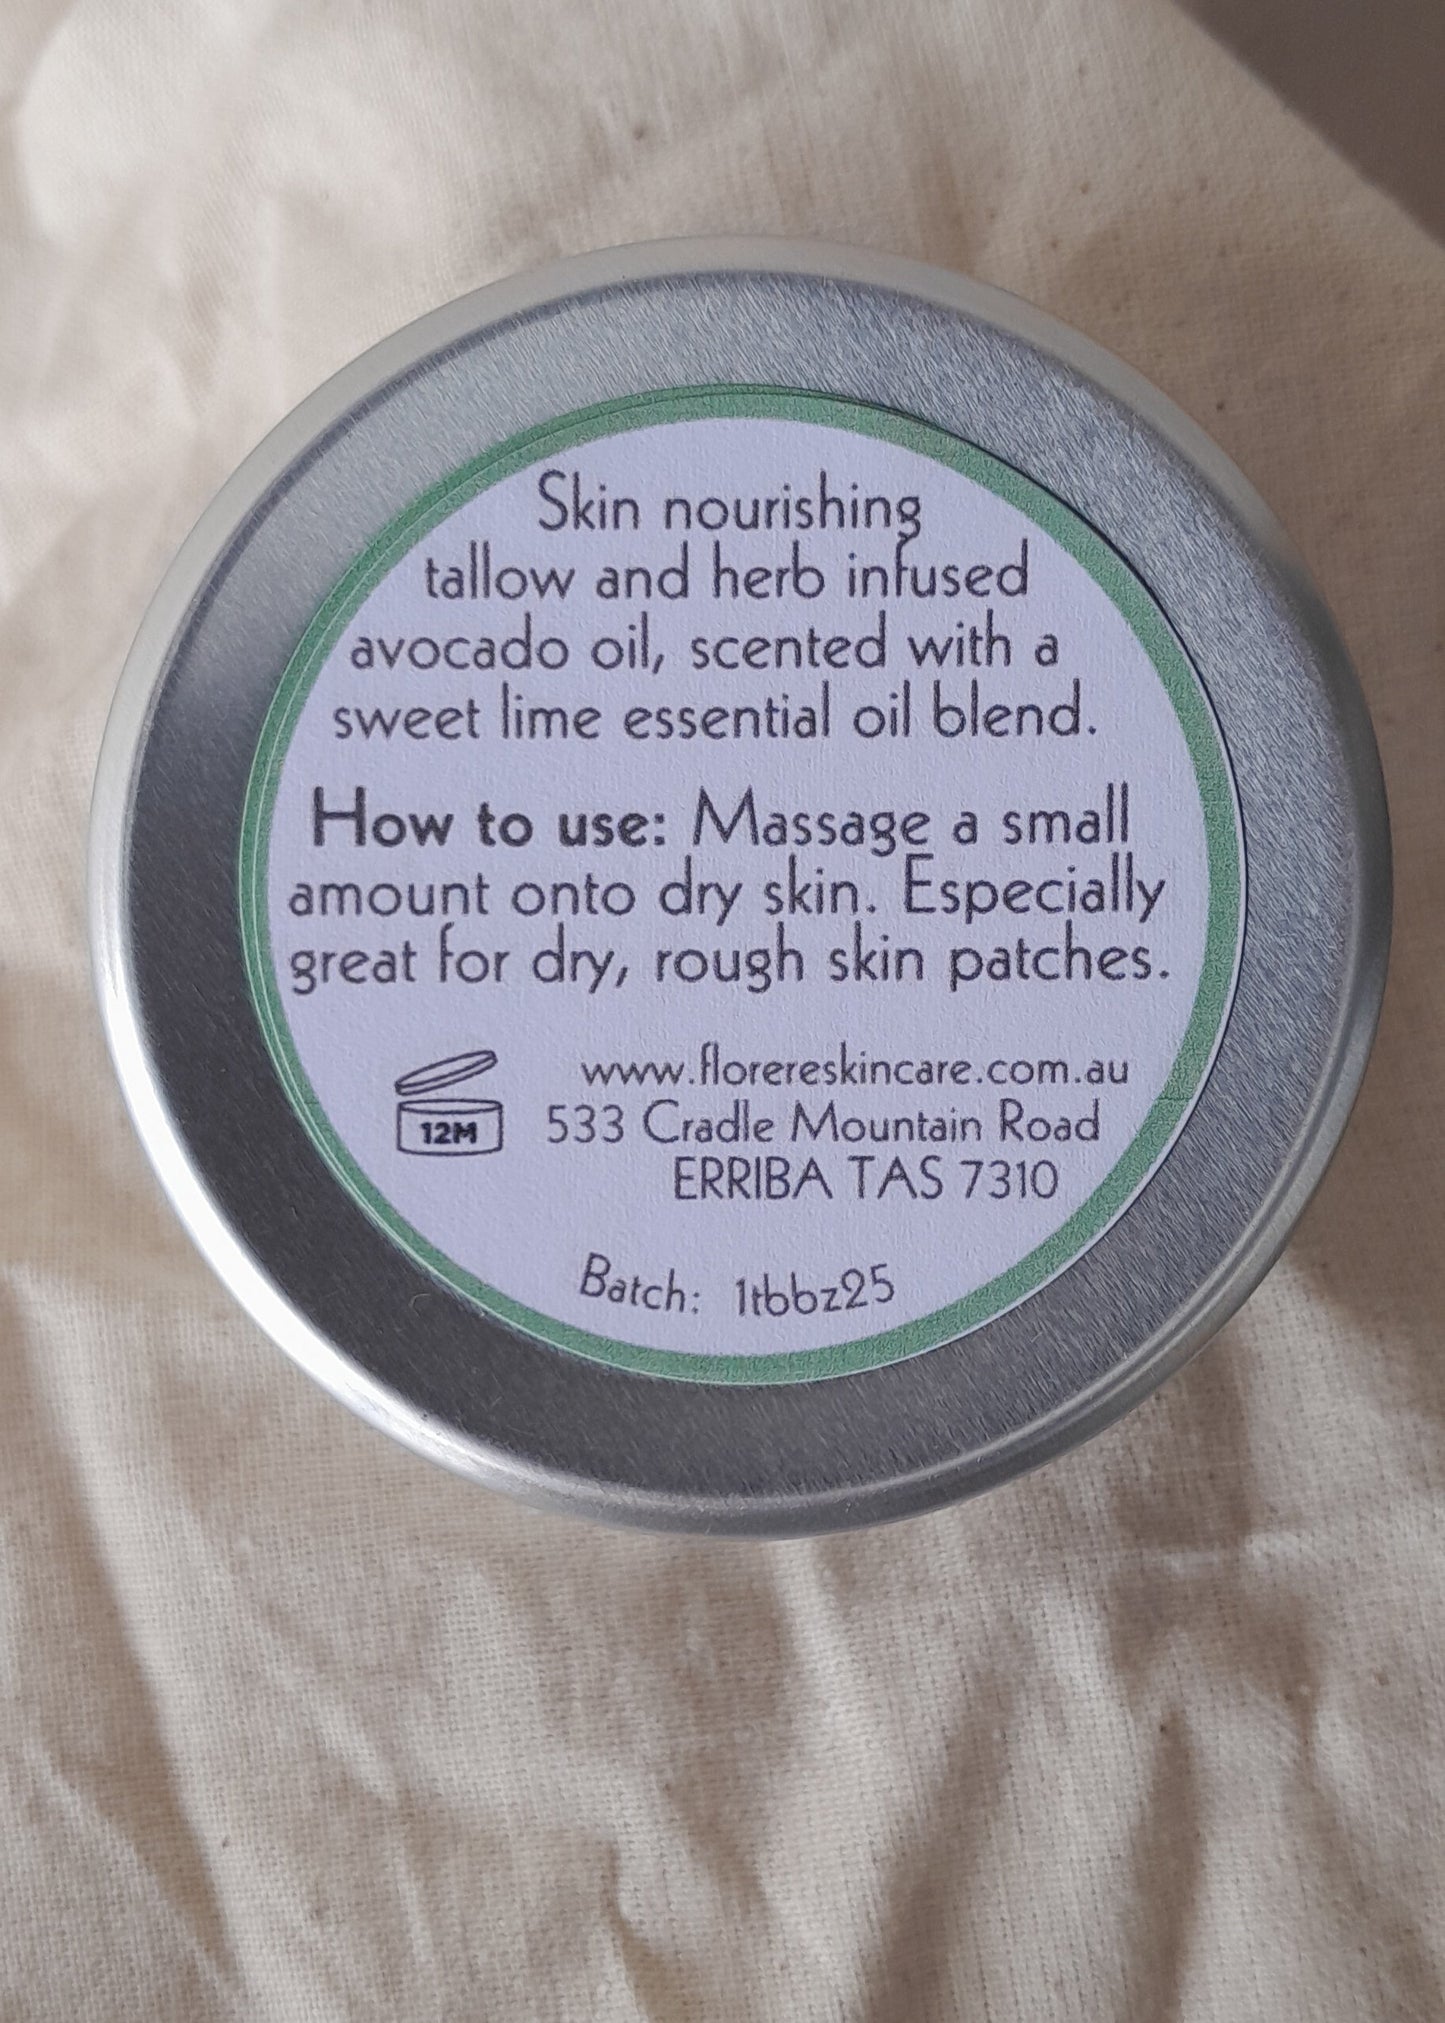 Skin nourishing
tallow and herb infused
avocado oil, scented with a
sweet lime essential oil blend.
How to use: Massage a small
amount onto dry skin. Especially
great for dry, rough skin patches.
12M
www.florereskincare.com.au
533 Cradle Mountain Road
ERRIBA TAS 7310
Batch: 1tbbz25